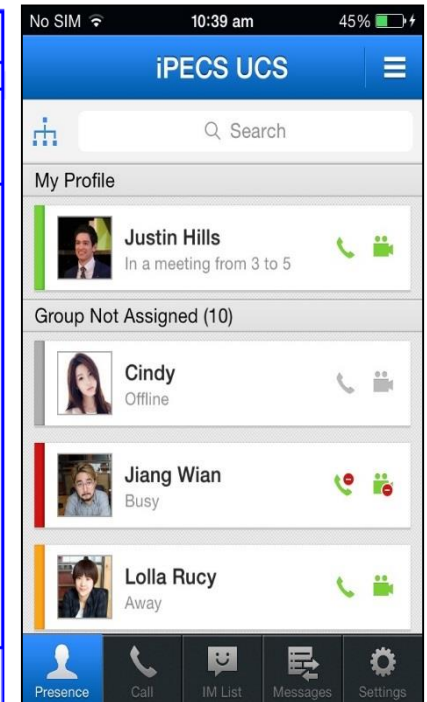 No SIM 10:39 am 45%
iPECS UCS
Search
My Profile
Justin Hills
In a meeting from 3 to 5
Group Not Assigned (10)
Cindy
Offline
Jiang Wian
Busy
Lolla Rucy
Away
Presence Call IM List Messages Settings